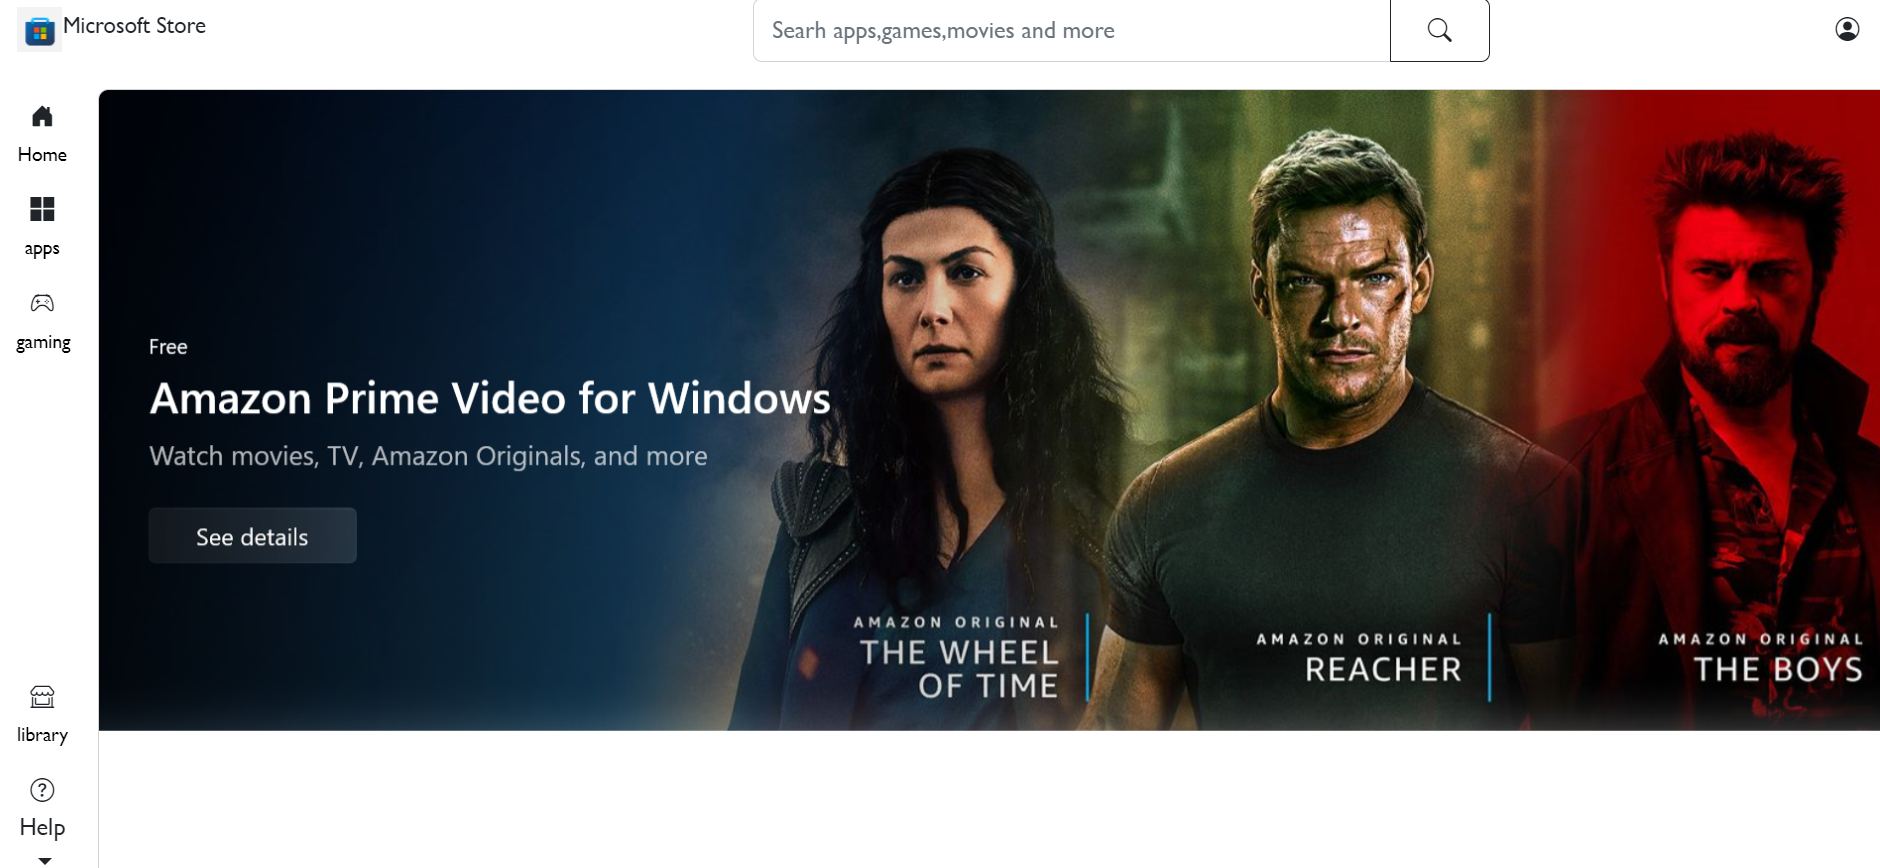 Microsoft Store
Searh apps,games,movies and more
Home
apps
gaming
library
Help
Free
Amazon Prime Video for Windows
Watch movies, TV, Amazon Originals, and more
See details
AMAZON ORIGINAL
THE WHEEL
OF TIME
AMAZON ORIGINAL
REACHER
AMAZON ORIGINAL
THE BOYS